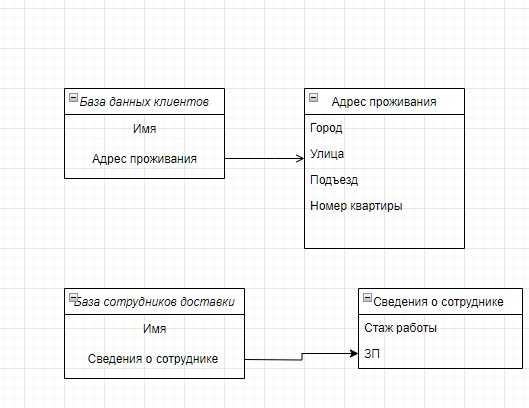 База данных клиентов
Имя
Адрес проживания
Адрес проживания
Город
Улица
Подъезд
Номер квартиры
База сотрудников доставки
Имя
Сведения о сотруднике
Сведения о сотруднике
Стаж работы
ЗП